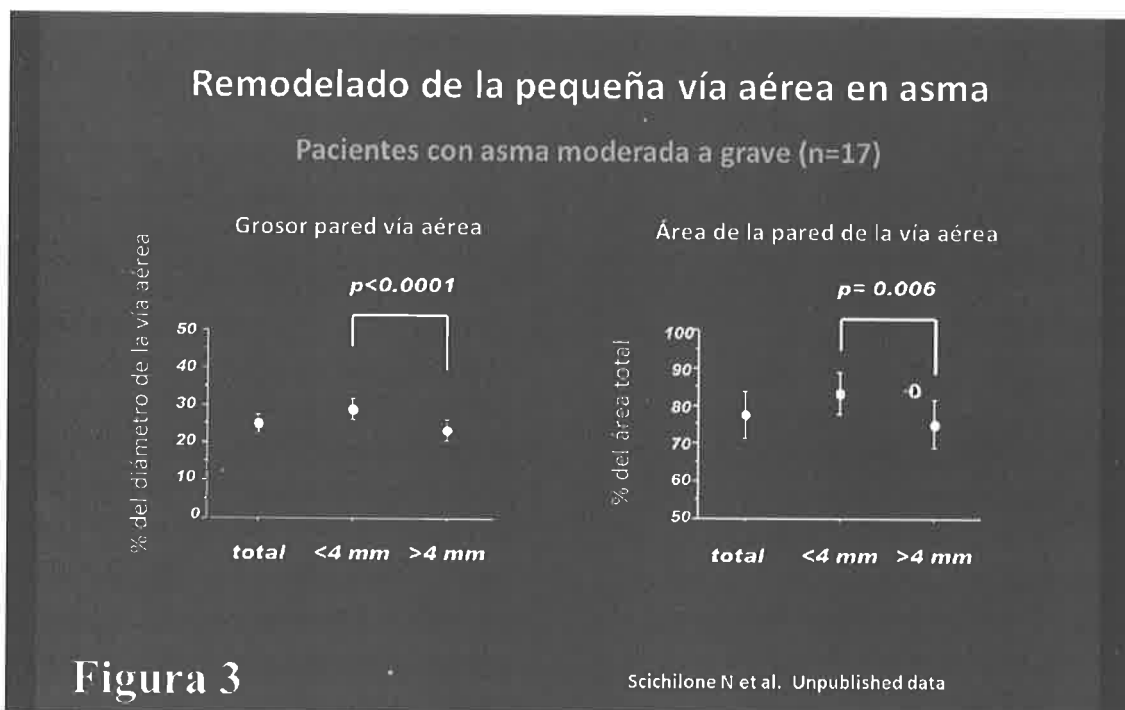 Remodelado de la pequeña vía aérea en asma
Pacientes con asma moderada a grave (n=17)
Grosor pared vía aérea
% del diámetro de la vía aérea
p<0.0001
50
40
30
20
10
0
total <4 mm >4 mm
Área de la pared de la vía aérea
% del área total
p= 0.006
100
90
80
70
60
50
-0
total <4 mm >4 mm
Figura 3
Scichilone N et al. Unpublished data